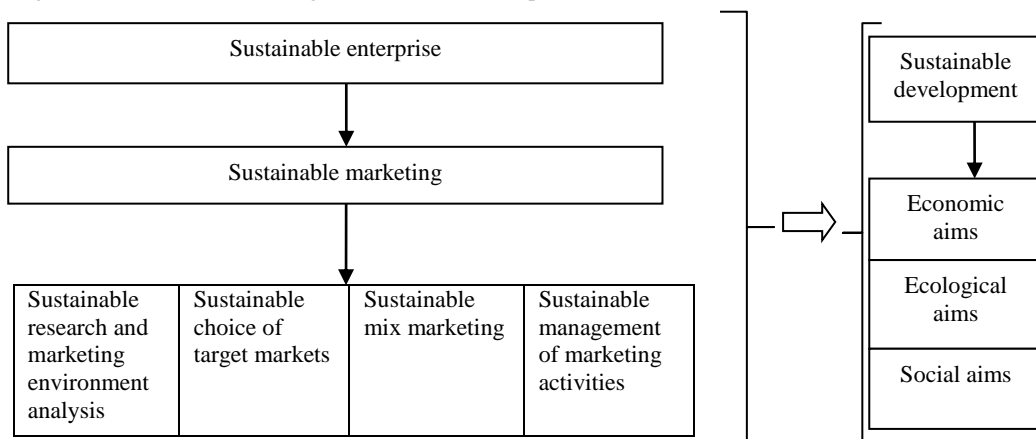 Sustainable enterprise
Sustainable marketing
Sustainable
research and
marketing
environment
analysis
Sustainable
choice of
target markets
Sustainable
mix marketing
Sustainable
management
of marketing
activities
Sustainable
development
Economic
aims
Ecological
aims
Social aims